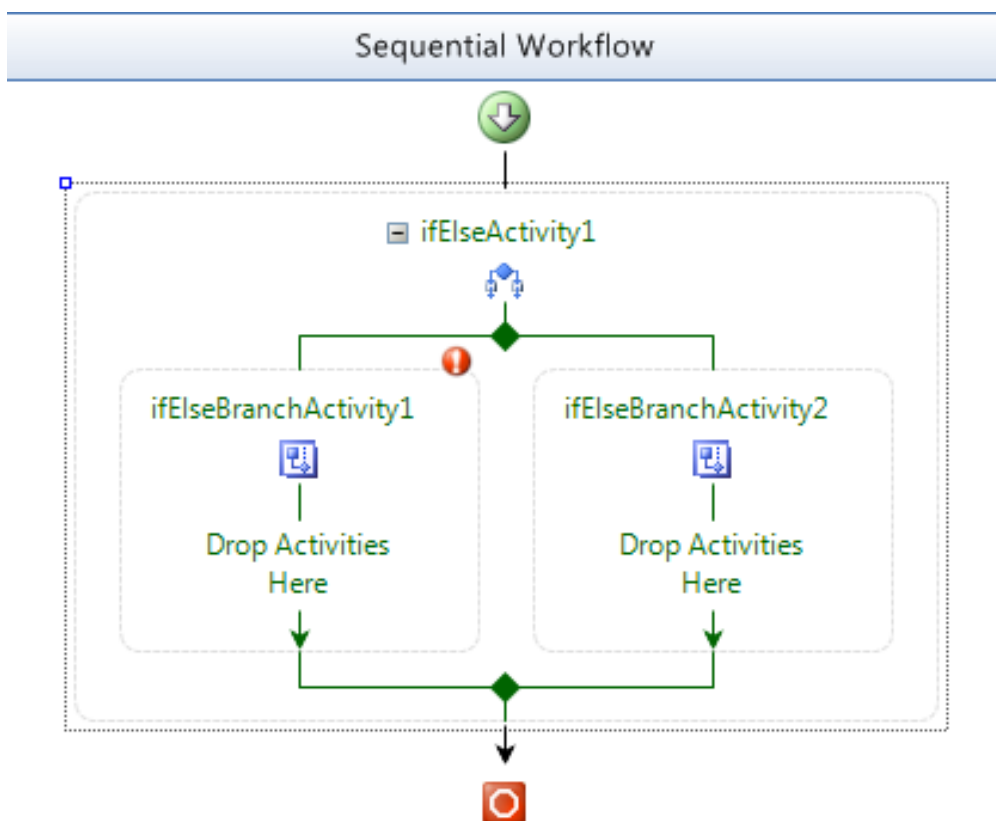 Sequential Workflow
ifElseActivity1
ifElseBranchActivity1
ifElseBranchActivity2
Drop Activities
Here
Drop Activities
Here